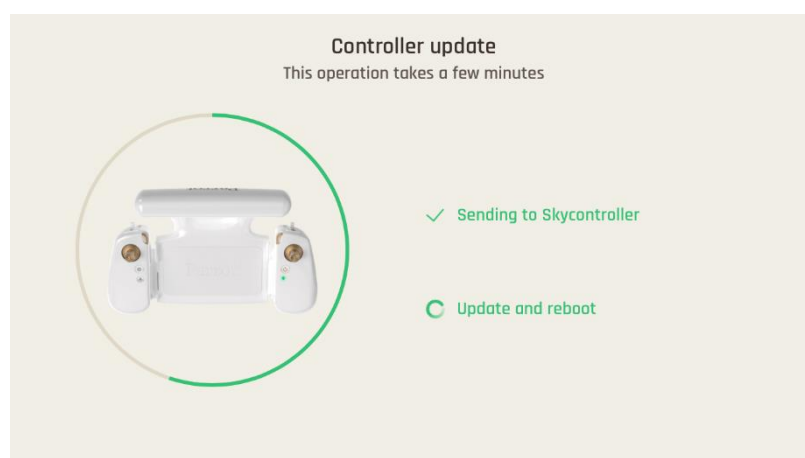 Controller update
This operation takes a few minutes
Sending to Skycontroller
Update and reboot